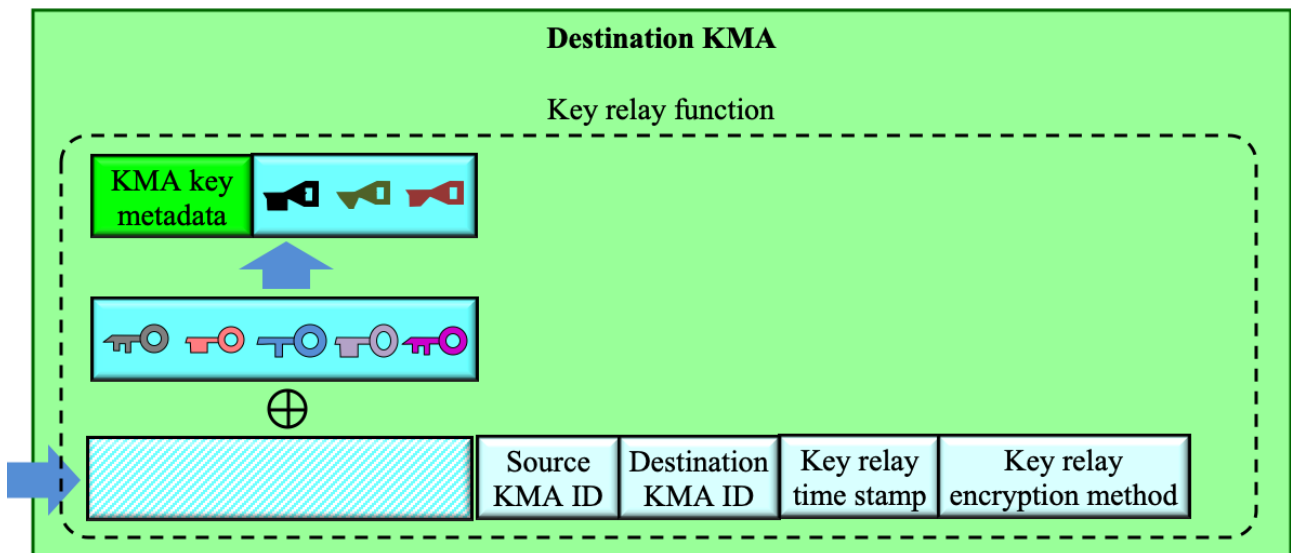 Destination KMA
Key relay function
KMA key
metadata
Source
KMA ID
Destination
KMA ID
Key relay
time stamp
Key relay
encryption method